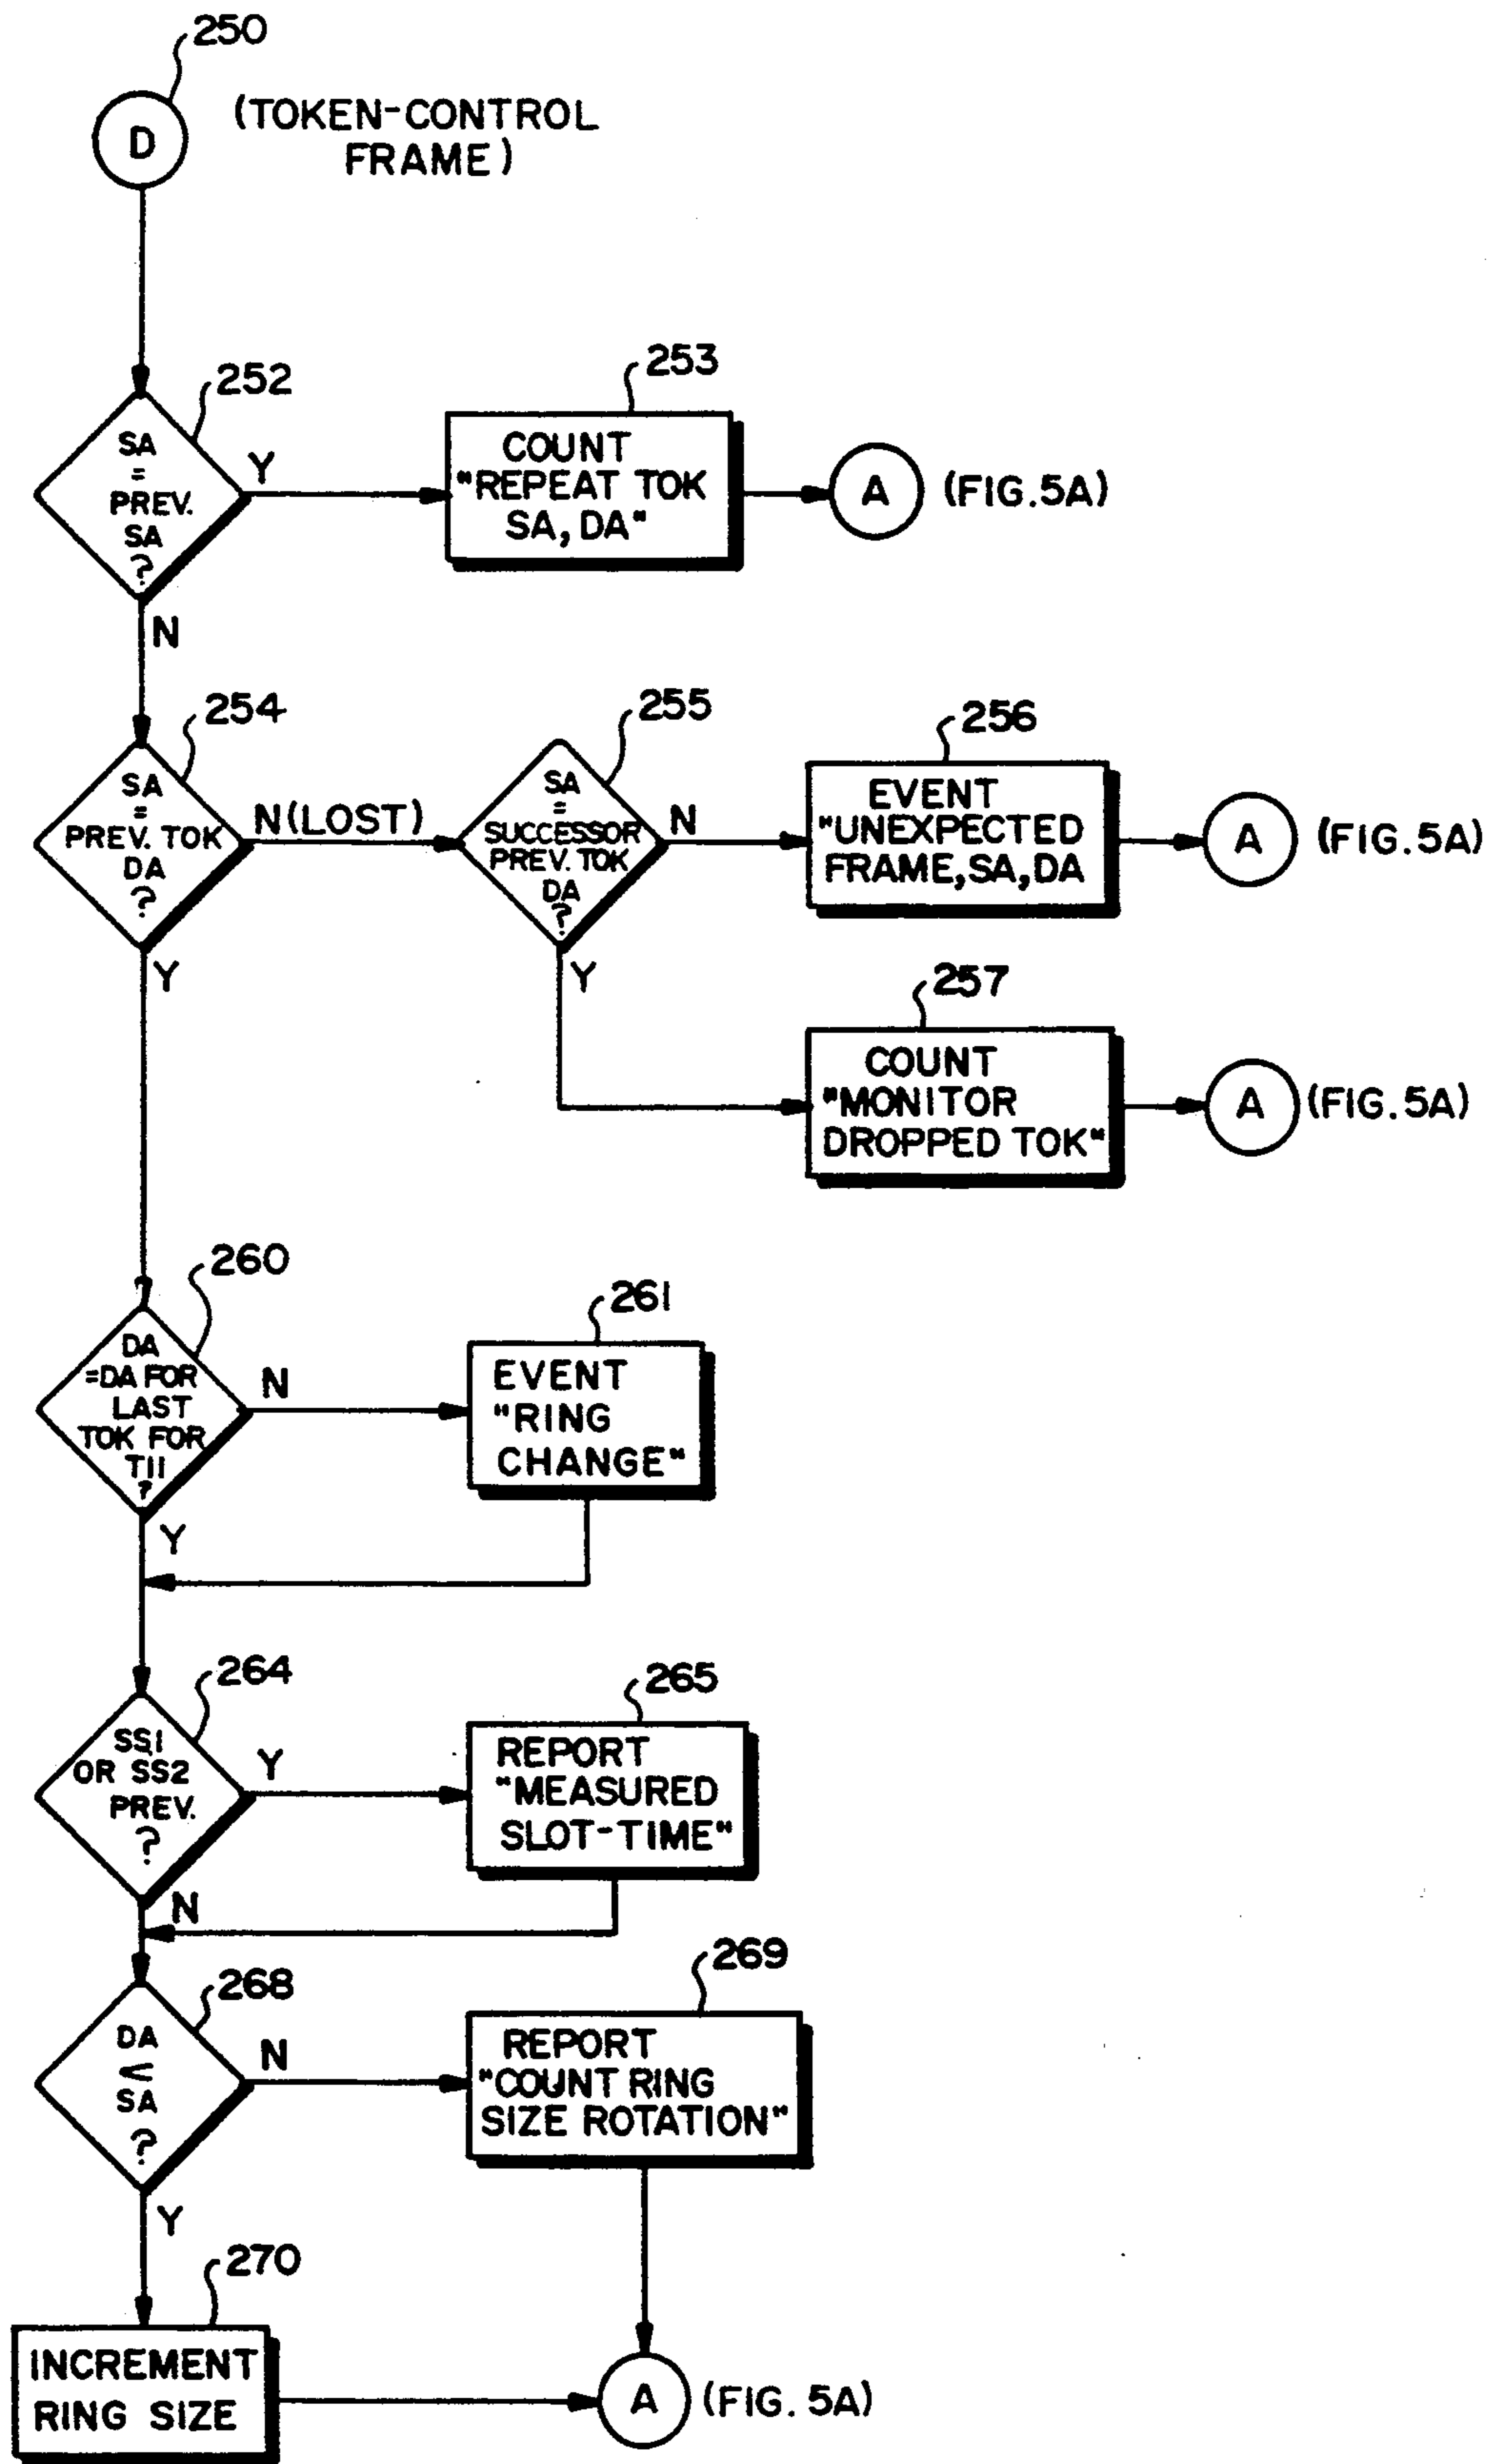 250
D
(TOKEN-CONTROL
FRAME)
252
SA
=
PREV.
SA
?
Y
N
253
COUNT
"REPEAT TOK
SA, DA"
A
(FIG.5A)
254
SA
=
PREV. TOK
DA
?
N(LOST)
Y
255
SA
=
SUCCESSOR
PREV. TOK
DA
?
N
Y
256
EVENT
"UNEXPECTED
FRAME,SA,DA
A
(FIG.5A)
257
COUNT
"MONITOR
DROPPED TOK"
A
(FIG.5A)
260
DA
=DA FOR
LAST
TOK FOR
TII
?
N
Y
261
EVENT
"RING
CHANGE"
264
SS1
OR SS2
PREV.
?
Y
N
265
REPORT
"MEASURED
SLOT-TIME"
268
DA
≤
SA
?
N
Y
269
REPORT
"COUNT RING
SIZE ROTATION"
270
INCREMENT
RING SIZE
A
(FIG. 5A)